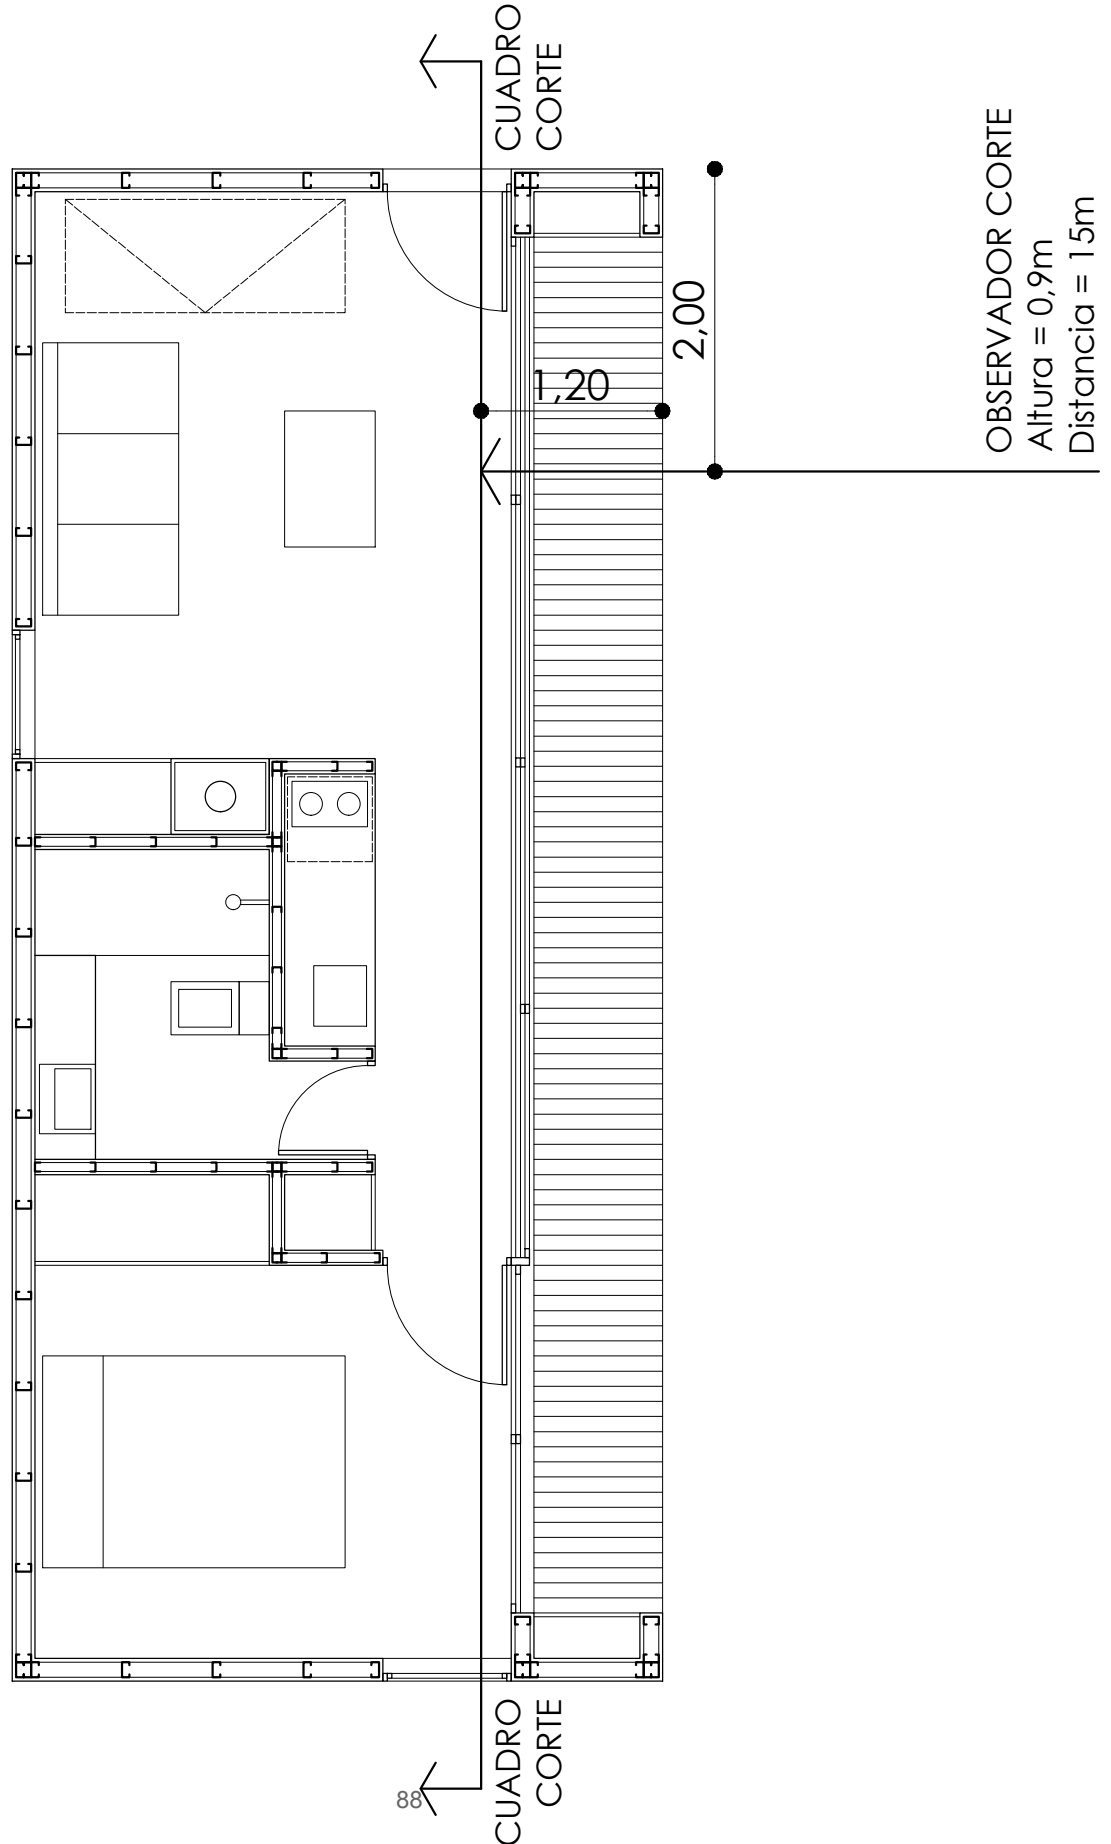 CUADRO
CORTE
OBSERVADOR CORTE
Altura = 0,9m
Distancia = 15m
2,00
1,20
CUADRO
CORTE
88